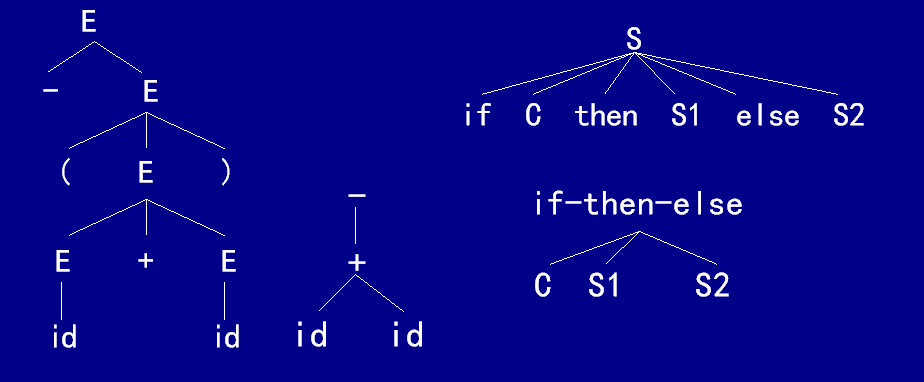 E
- E
( E )
E + E
id id
-
+
id id
S
if C then S1 else S2
if-then-else
C S1 S2